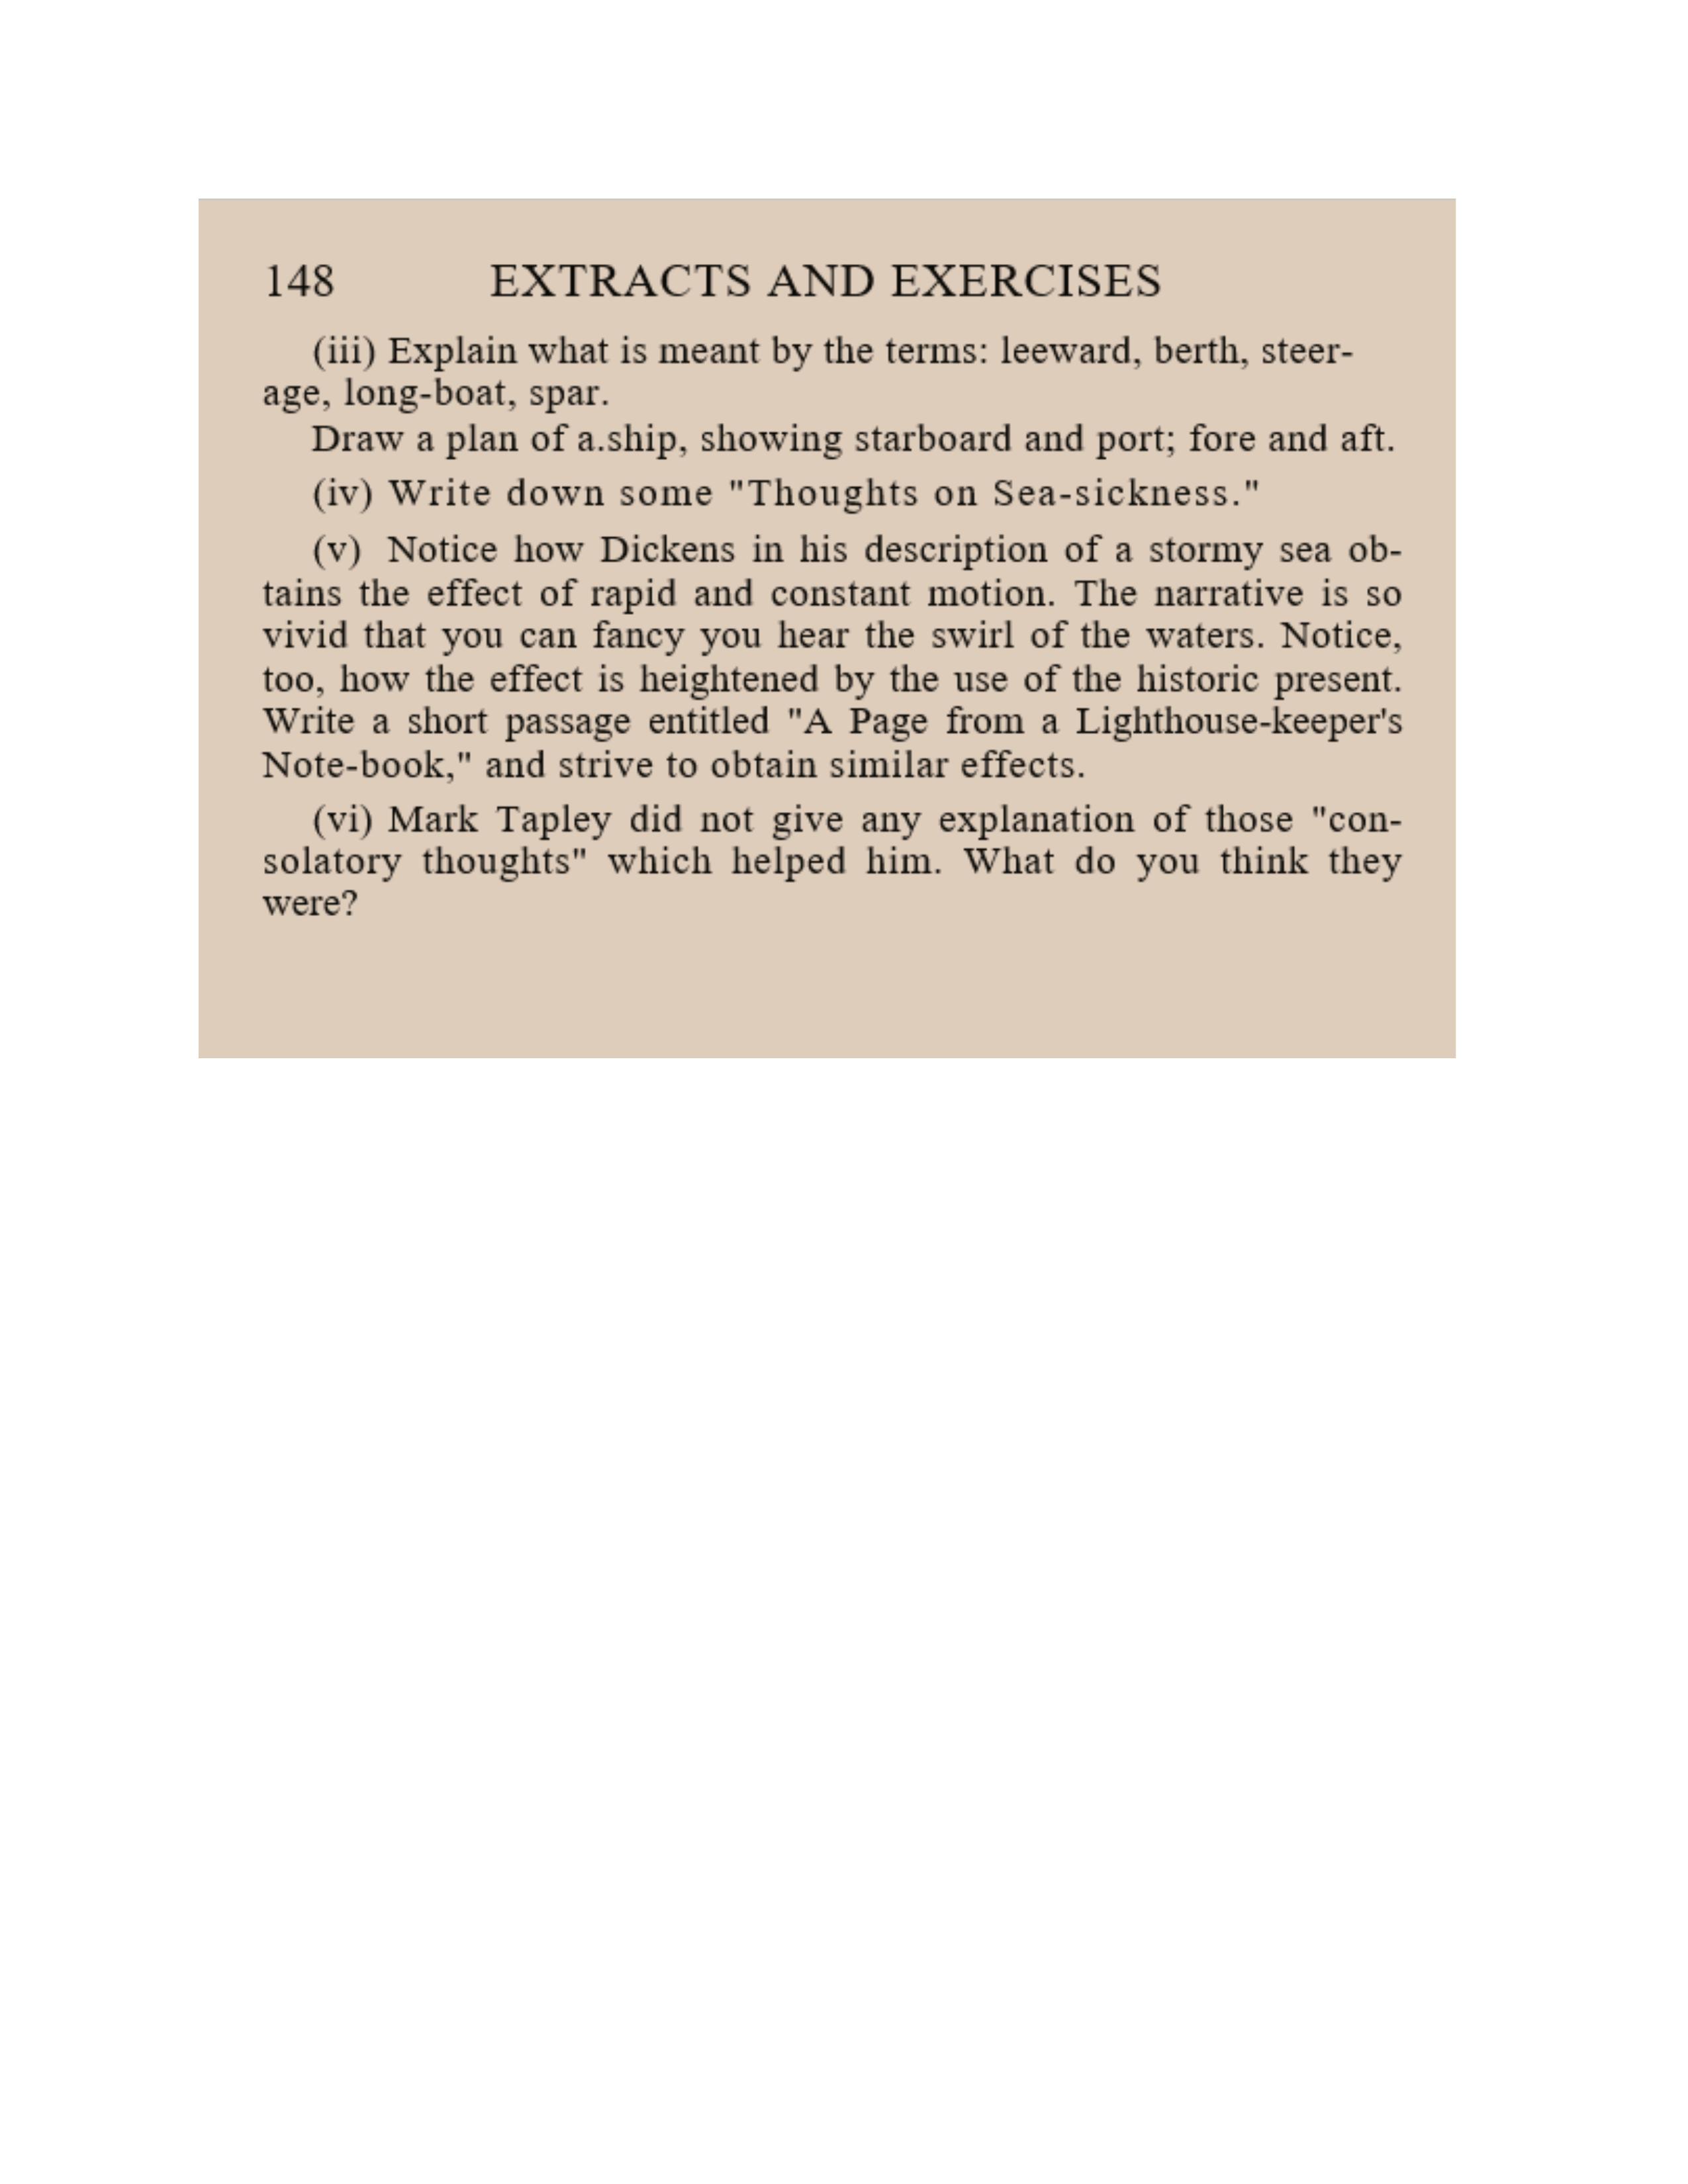 148 EXTRACTS AND EXERCISES
(iii) Explain what is meant by the terms: leeward, berth, steer-
age, long-boat, spar.
Draw a plan of a.ship, showing starboard and port; fore and aft.
(iv) Write down some "Thoughts on Sea-sickness."
(v) Notice how Dickens in his description of a stormy sea ob-
tains the effect of rapid and constant motion. The narrative is so
vivid that you can fancy you hear the swirl of the waters. Notice,
too, how the effect is heightened by the use of the historic present.
Write a short passage entitled "A Page from a Lighthouse-keeper's
Note-book," and strive to obtain similar effects.
(vi) Mark Tapley did not give any explanation of those "con-
solatory thoughts" which helped him. What do you think they
were?